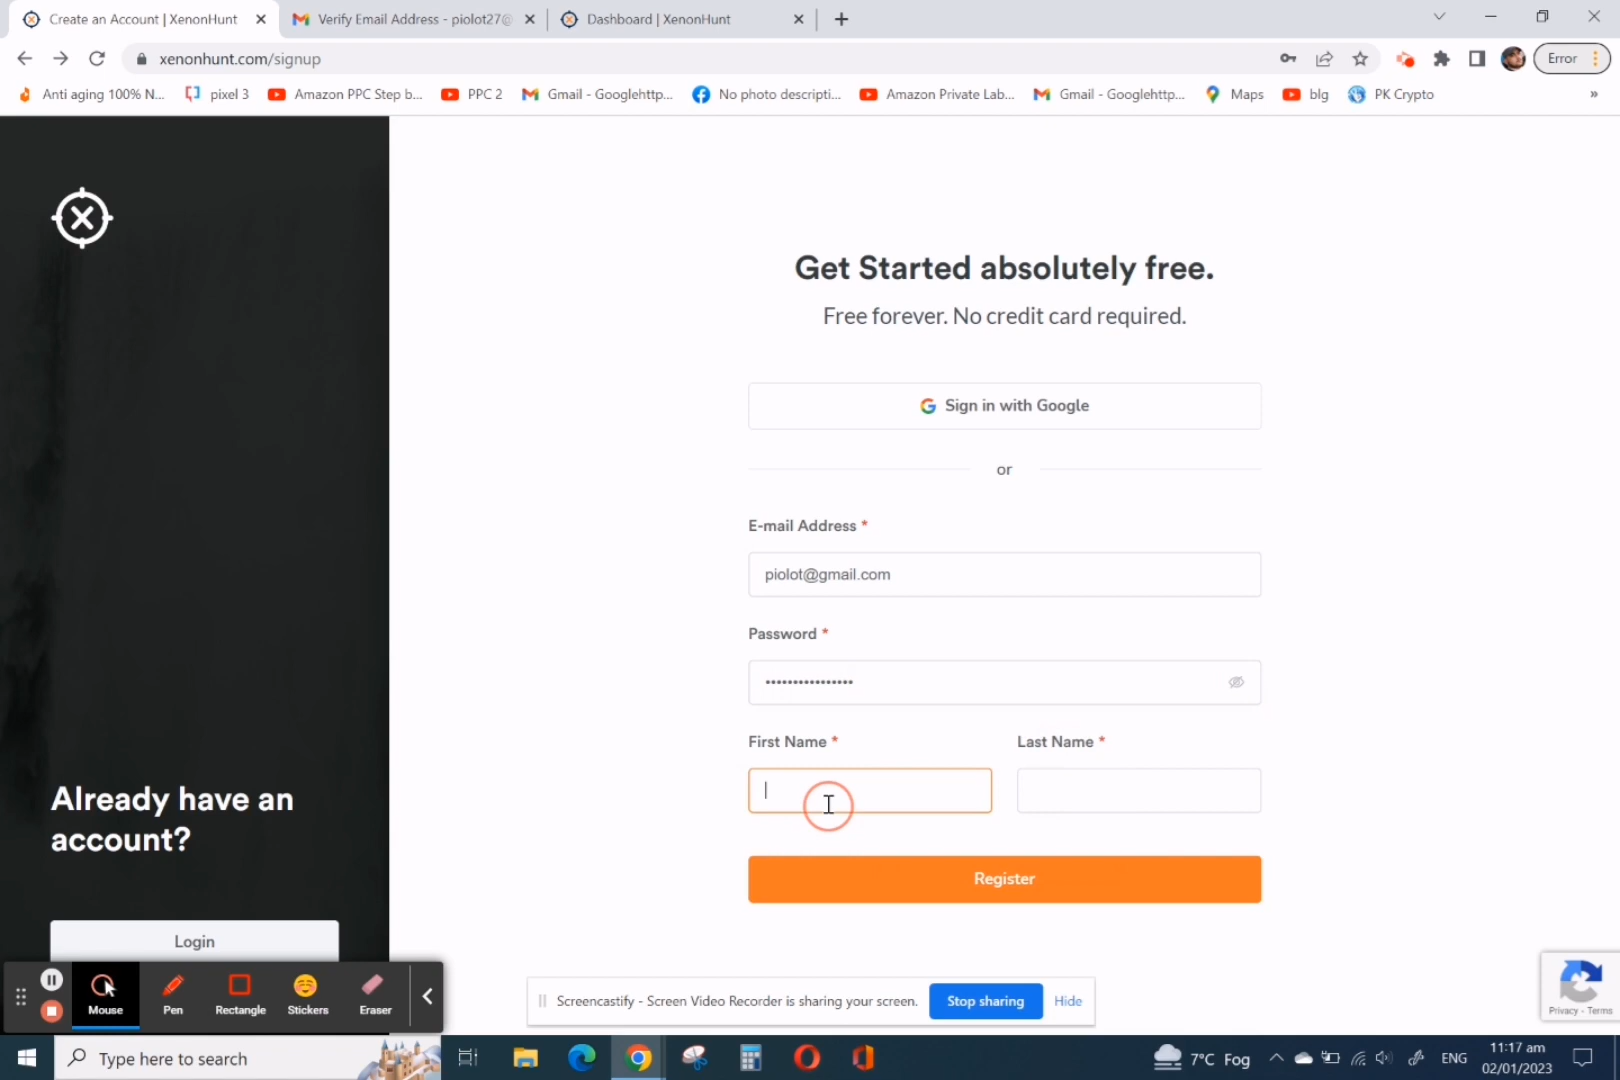 Create an Account | XenonHunt
Verify Email Address - piolot27@
Dashboard | XenonHunt
xenonhunt.com/signup
Error
Anti aging 100% N...
pixel 3
Amazon PPC Step b...
PPC 2
Gmail - Googlehttp...
No photo descripti...
Amazon Private Lab...
Gmail - Googlehttp...
Maps
blg
PK Crypto
»
Get Started absolutely free.
Free forever. No credit card required.
Sign in with Google
or
E-mail Address *
piolot@gmail.com
Password *
••••••••••••••••
First Name *
Last Name *
Register
Already have an
account?
Login
Mouse
Pen
Rectangle
Stickers
Eraser
Screencastify - Screen Video Recorder is sharing your screen.
Stop sharing
Hide
Privacy - Terms
Type here to search
7°C Fog
ENG
11:17 am
02/01/2023